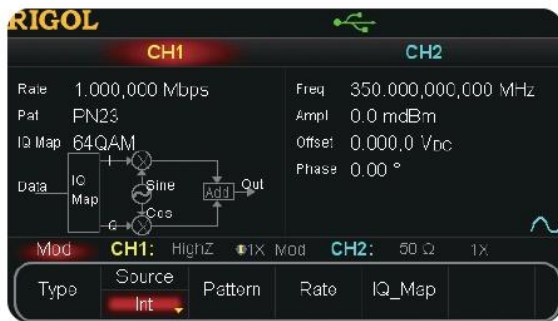 RIGOL
CH1
CH2
Rate 1.000,000 Mbps
Pat PN23
IQ Map 64QAM
Freq 350.000,000,000 MHz
Ampl 0.0 mdBm
Offset 0.000,0 VDC
Phase 0.00 °
Data
IQ Map
I
Q
Sine
Cos
Add
Out
Mod CH1: HighZ 1X Mod CH2: 50 Ω 1X
Type
Source
Int
Pattern
Rate
IQ_Map